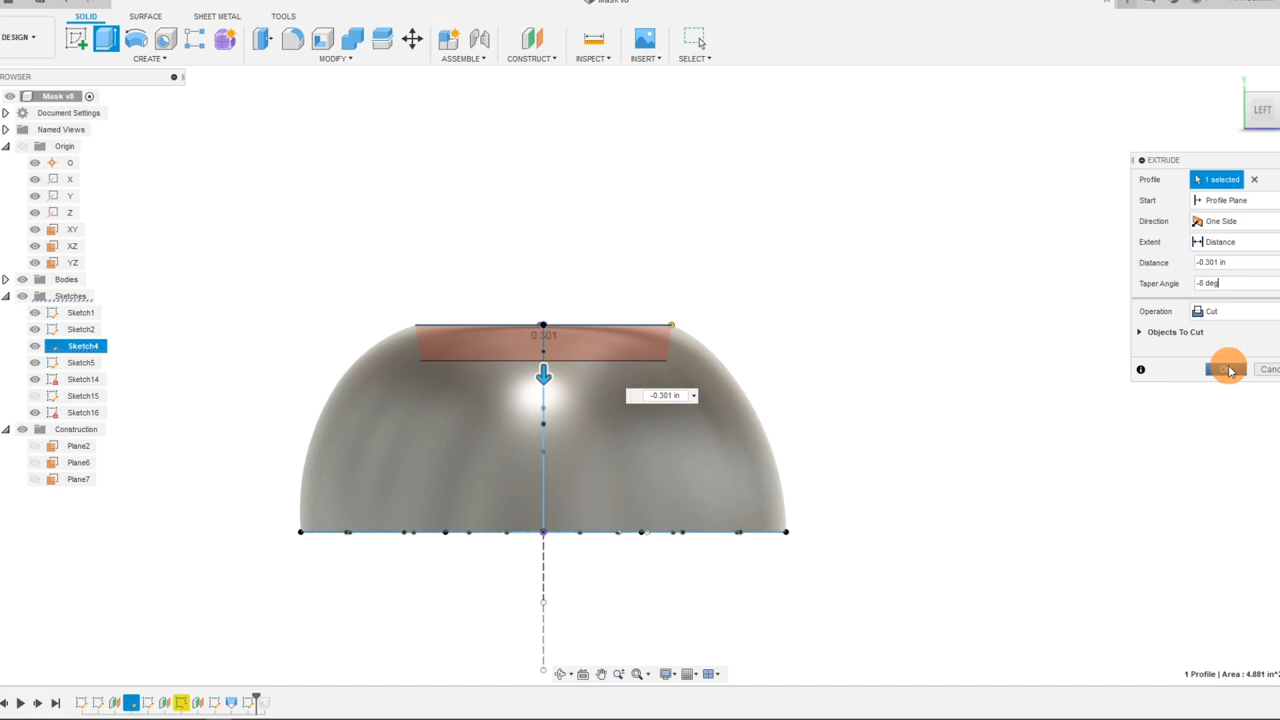 Mask v8
SOLID SURFACE SHEET METAL TOOLS
DESIGN
CREATE MODIFY ASSEMBLE CONSTRUCT INSPECT INSERT SELECT
ROWSER
Mask v8
Document Settings
Named Views
Origin
O
X
Y
Z
XY
XZ
YZ
Bodies
Sketches
Sketch1
Sketch2
Sketch4
Sketch5
Sketch14
Sketch15
Sketch16
Construction
Plane2
Plane6
Plane7
0.301
-0.301 in
Y
LEFT
EXTRUDE
Profile 1 selected
Start Profile Plane
Direction One Side
Extent Distance
Distance -0.301 in
Taper Angle -8 deg
Operation Cut
Objects To Cut
Canc
1 Profile | Area : 4.881 in^